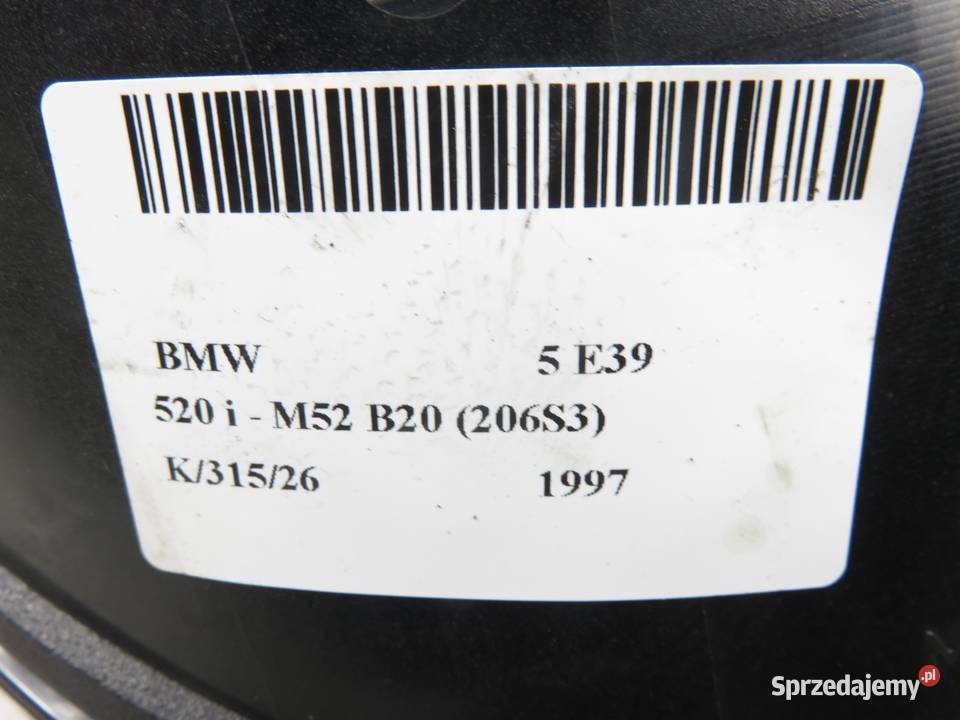 BMW 5 E39
520 i - M52 B20 (206S3)
K/315/26 1997
Sprzedajemy.pl